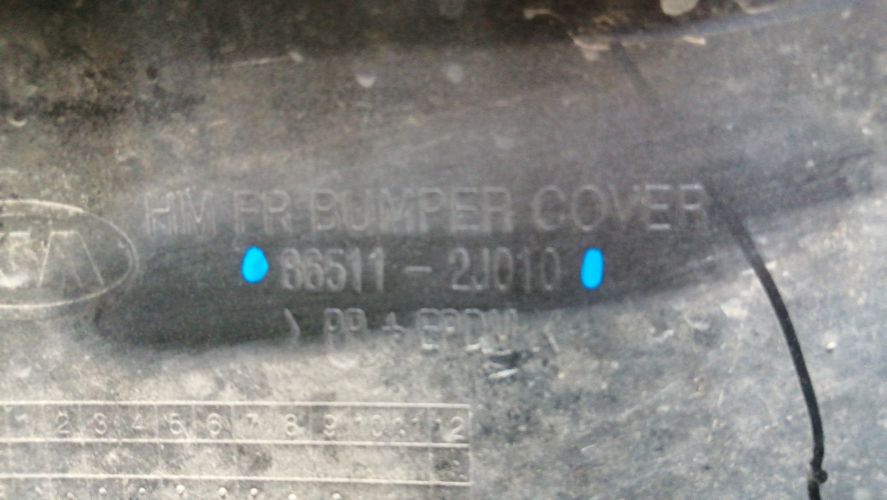 HM FR BUMPER COVER
KIA
86511 - 2J010
> PP + EPDM <
1 2 3 4 5 6 7 8 9 10 11 12